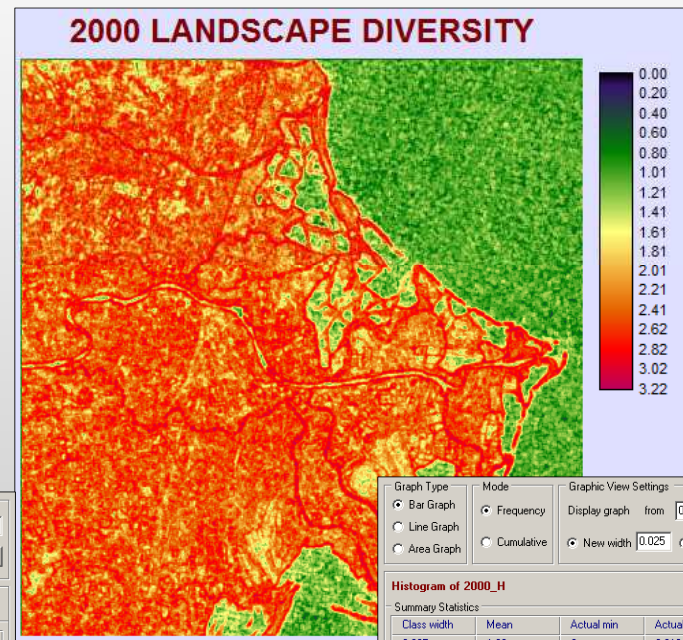 2000 LANDSCAPE DIVERSITY
0.00
0.20
0.40
0.60
0.80
1.01
1.21
1.41
1.61
1.81
2.01
2.21
2.41
2.62
2.82
3.02
3.22
Graph Type
Bar Graph
Line Graph
Area Graph
Mode
Frequency
Cumulative
Graphic View Settings
Display graph from
New width 0.025
Histogram of 2000_H
Summary Statistics
Class width Mean Actual min